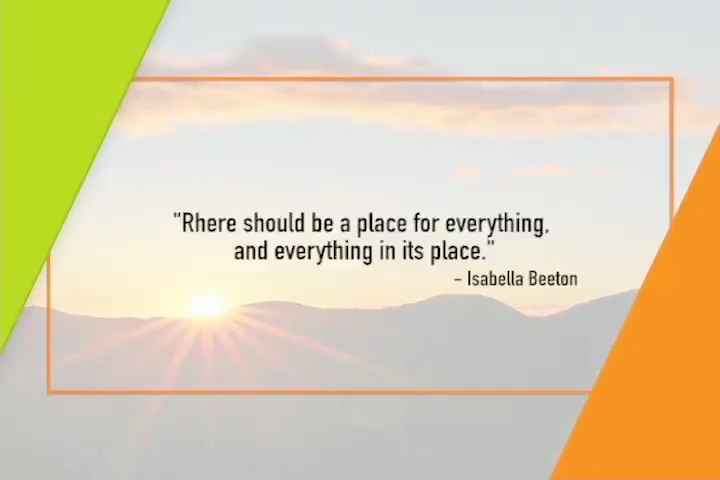 "Rhere should be a place for everything,
and everything in its place."
– Isabella Beeton